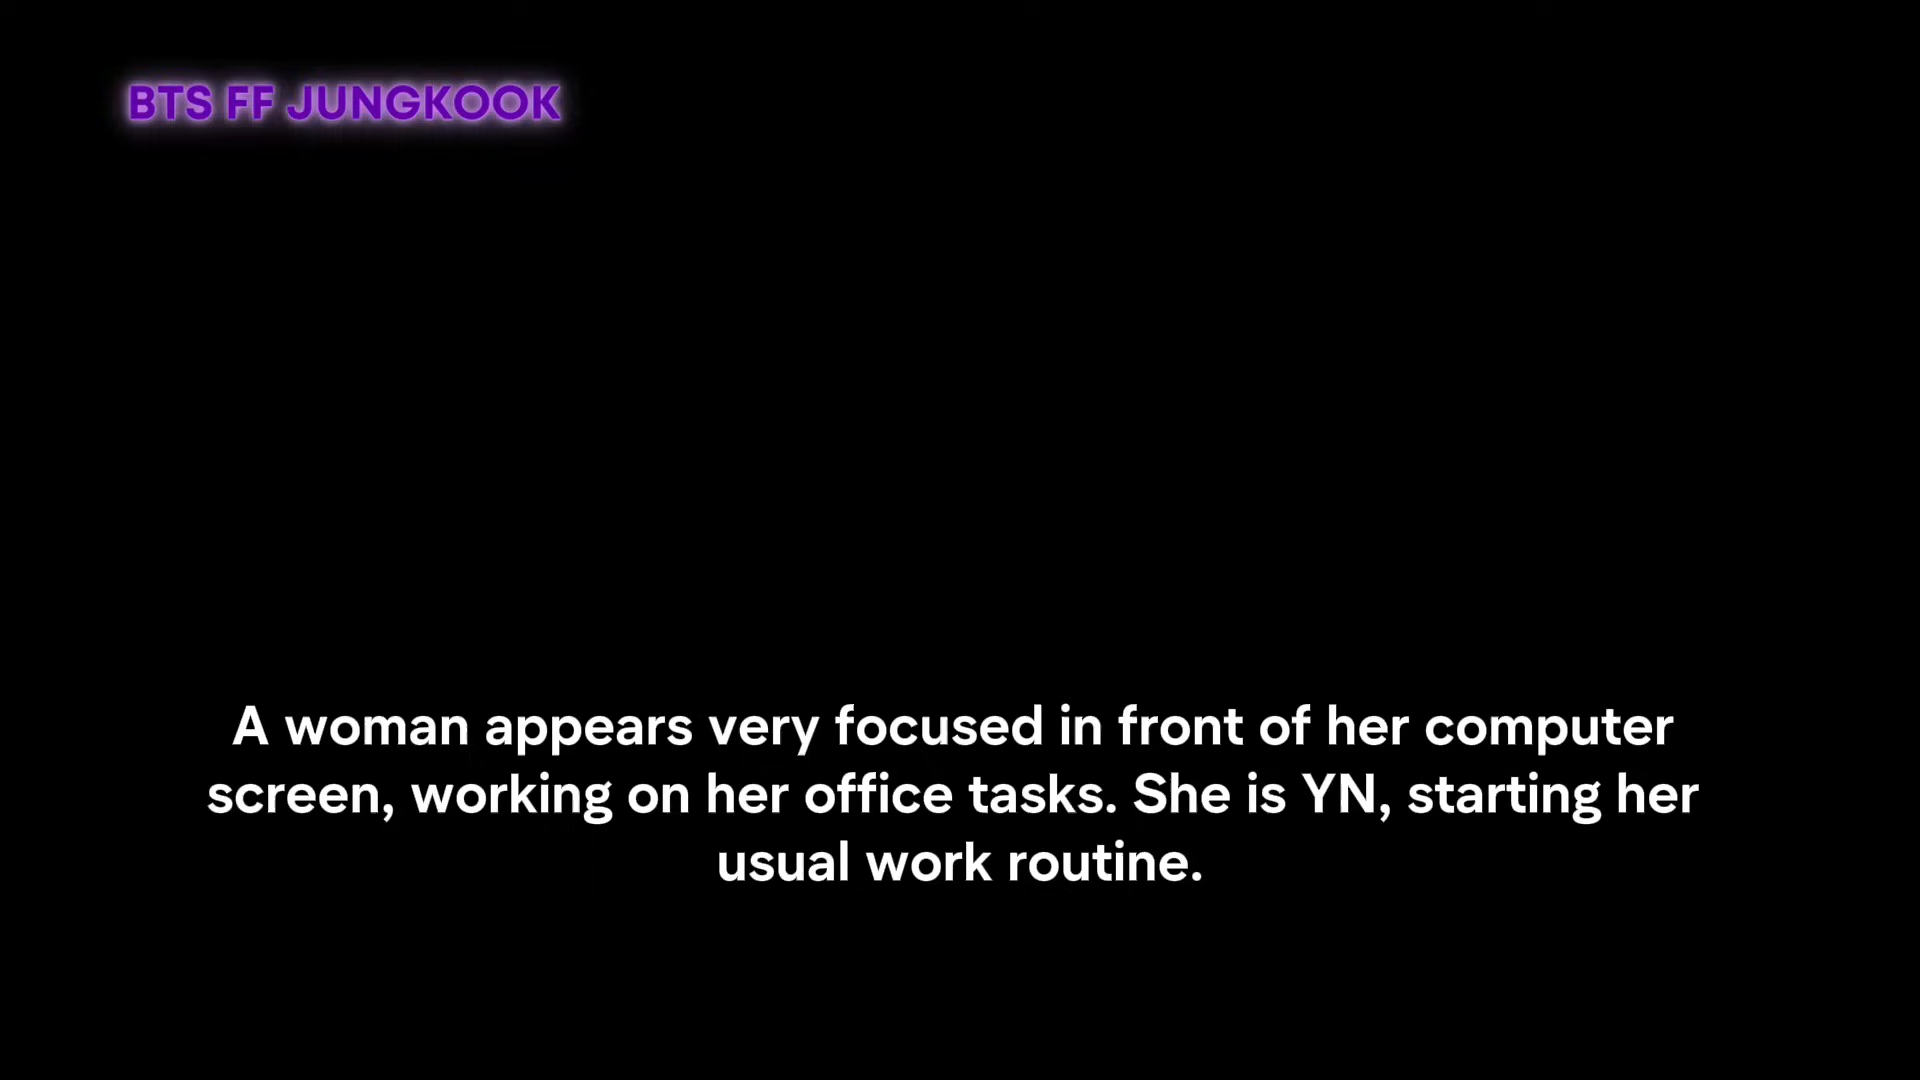 BTS FF JUNGKOOK
A woman appears very focused in front of her computer
screen, working on her office tasks. She is YN, starting her
usual work routine.